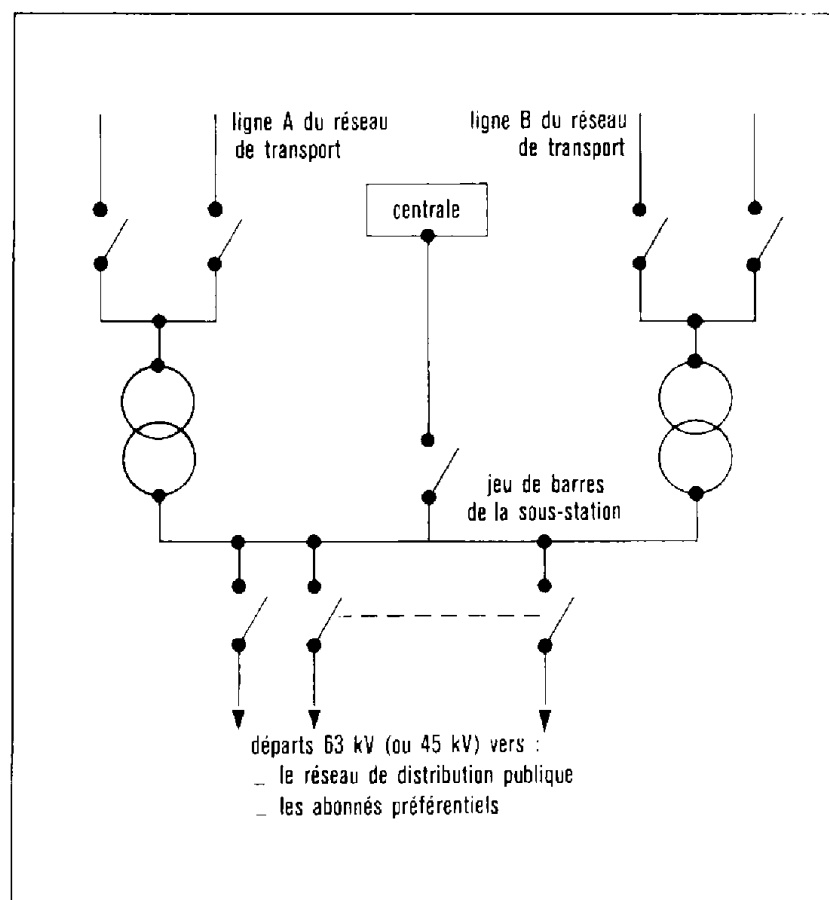 ligne A du réseau
de transport
ligne B du réseau
de transport
centrale
jeu de barres
de la sous-station
départs 63 kV (ou 45 kV) vers :
_ le réseau de distribution publique
_ les abonnés préférentiels